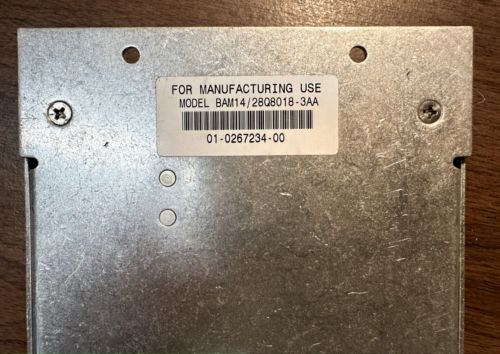 FOR MANUFACTURING USE
MODEL BAM14/28Q8018-3AA
01-0267234-00